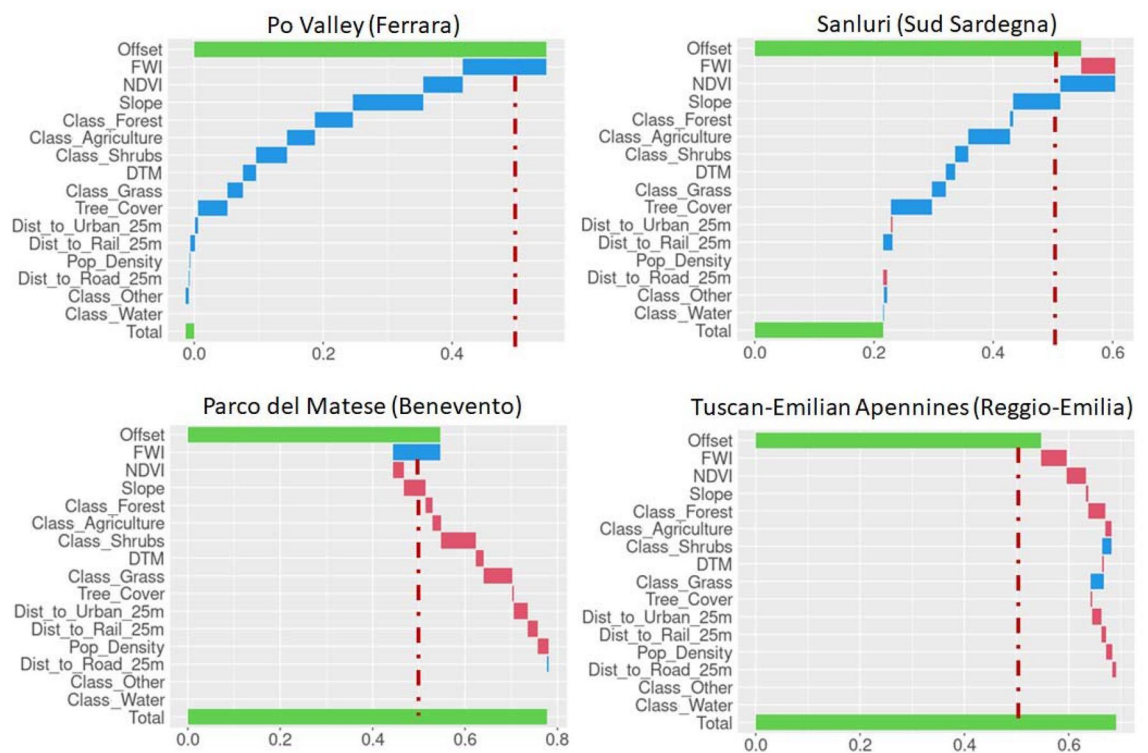 Po Valley (Ferrara)
Offset
FWI
NDVI
Slope
Class_Forest
Class_Agriculture
Class_Shrubs
DTM
Class_Grass
Tree_Cover
Dist_to_Urban_25m
Dist_to_Rail_25m
Pop_Density
Dist_to_Road_25m
Class_Other
Class_Water
Total
0.0 0.2 0.4
Sanluri (Sud Sardegna)
Offset
FWI
NDVI
Slope
Class_Forest
Class_Agriculture
Class_Shrubs
DTM
Class_Grass
Tree_Cover
Dist_to_Urban_25m
Dist_to_Rail_25m
Pop_Density
Dist_to_Road_25m
Class_Other
Class_Water
Total
0.0 0.2 0.4 0.6
Parco del Matese (Benevento)
Offset
FWI
NDVI
Slope
Class_Forest
Class_Agriculture
Class_Shrubs
DTM
Class_Grass
Tree_Cover
Dist_to_Urban_25m
Dist_to_Rail_25m
Pop_Density
Dist_to_Road_25m
Class_Other
Class_Water
Total
0.0 0.2 0.4 0.6 0.8
Tuscan-Emilian Apennines (Reggio-Emilia)
Offset
FWI
NDVI
Slope
Class_Forest
Class_Agriculture
Class_Shrubs
DTM
Class_Grass
Tree_Cover
Dist_to_Urban_25m
Dist_to_Rail_25m
Pop_Density
Dist_to_Road_25m
Class_Other
Class_Water
Total
0.0 0.2 0.4 0.6